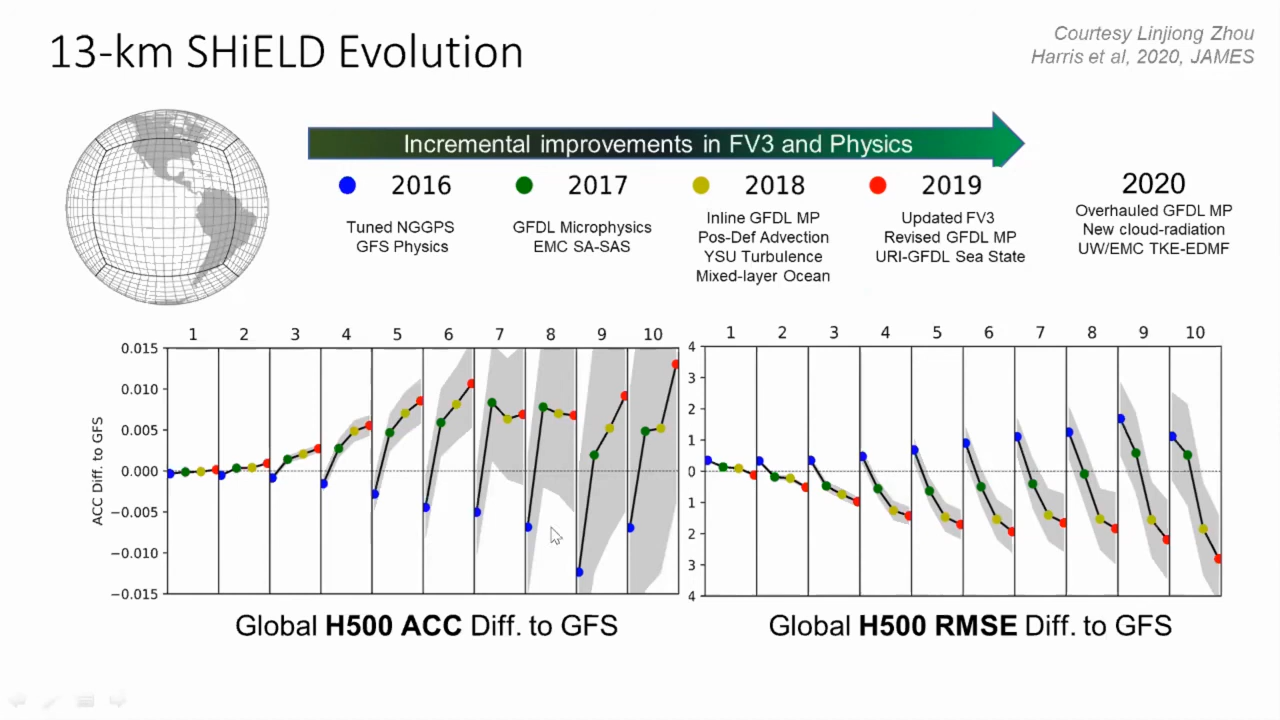 13-km SHiELD Evolution
Courtesy Linjiong Zhou
Harris et al, 2020, JAMES
Incremental improvements in FV3 and Physics
2016
Tuned NGGPS
GFS Physics
2017
GFDL Microphysics
EMC SA-SAS
2018
Inline GFDL MP
Pos-Def Advection
YSU Turbulence
Mixed-layer Ocean
2019
Updated FV3
Revised GFDL MP
URI-GFDL Sea State
2020
Overhauled GFDL MP
New cloud-radiation
UW/EMC TKE-EDMF
1 2 3 4 5 6 7 8 9 10
0.015
0.010
0.005
0.000
−0.005
−0.010
−0.015
ACC Diff. to GFS
Global H500 ACC Diff. to GFS
1 2 3 4 5 6 7 8 9 10
4
3
2
1
0
1
2
3
4
Global H500 RMSE Diff. to GFS